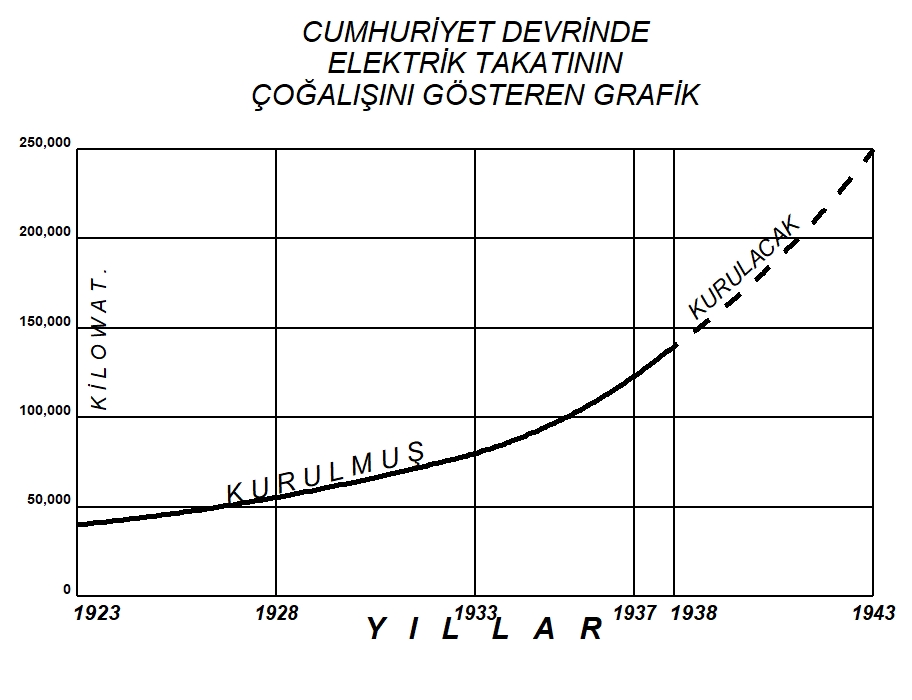 CUMHURİYET DEVRİNDE
ELEKTRİK TAKATININ
ÇOĞALIŞINI GÖSTEREN GRAFİK
250,000
200,000
150,000
100,000
50,000
0
KİLOWAT.
KURULMUŞ
KURULACAK
1923 1928 1933 1937 1938 1943
YILLAR